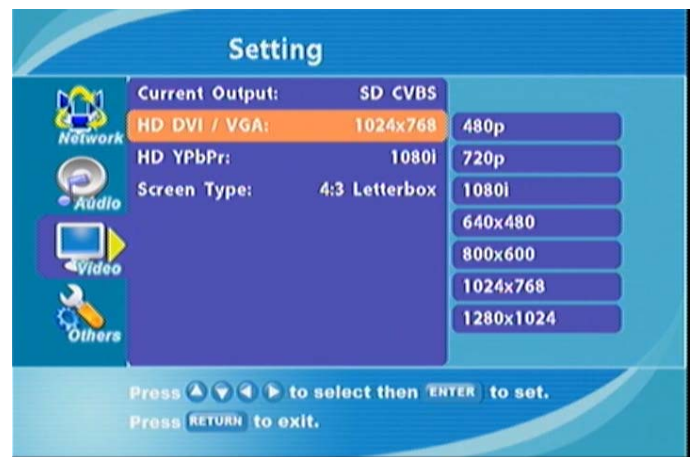 Setting
Network
Audio
Video
Others
Current Output: SD CVBS
HD DVI / VGA: 1024x768
HD YPbPr: 1080i
Screen Type: 4:3 Letterbox
480p
720p
1080i
640x480
800x600
1024x768
1280x1024
Press to select then ENTER to set.
Press RETURN to exit.